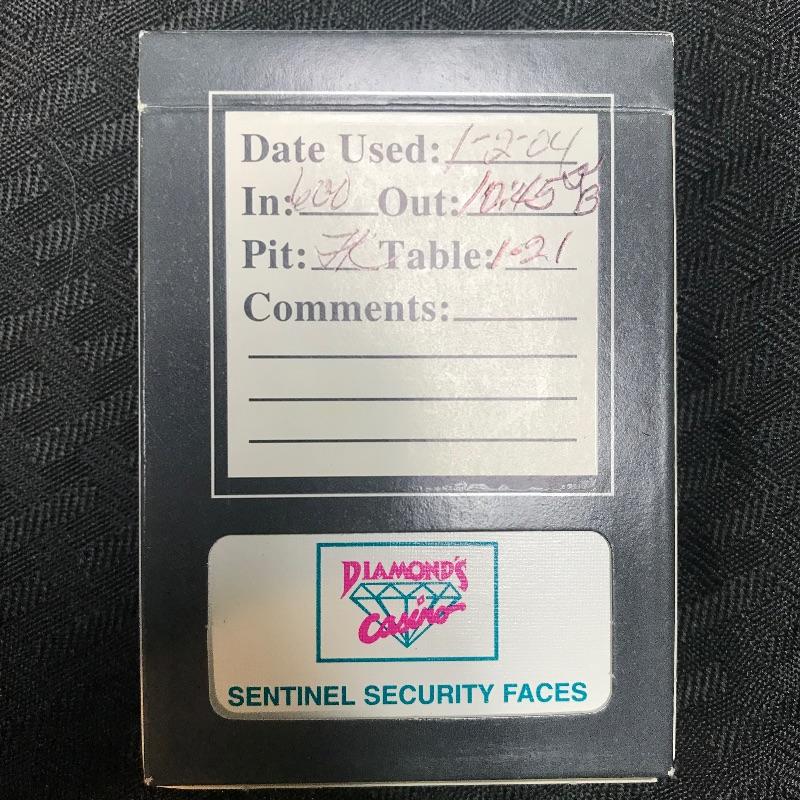 Date Used: 1-2-04
In: 600 Out: 10:45
Pit: Table: 1-21
Comments:
DIAMOND'S
Casino
SENTINEL SECURITY FACES